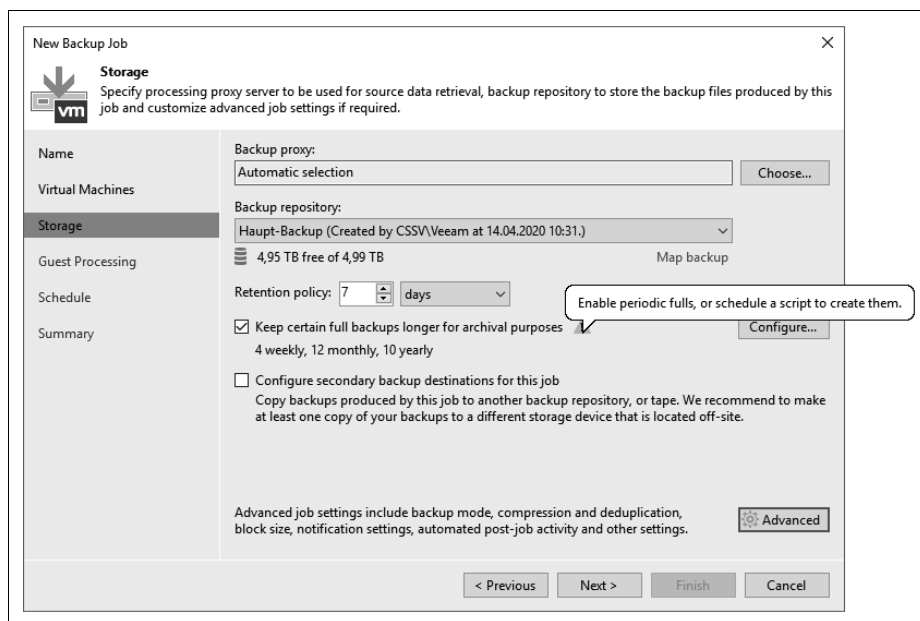 New Backup Job
Storage
Specify processing proxy server to be used for source data retrieval, backup repository to store the backup files produced by this
job and customize advanced job settings if required.
vm
Name
Virtual Machines
Storage
Guest Processing
Schedule
Summary
Backup proxy:
Automatic selection
Choose...
Backup repository:
Haupt-Backup (Created by CSSV\Veeam at 14.04.2020 10:31.)
4,95 TB free of 4,99 TB
Map backup
Retention policy: 7 days
Enable periodic fulls, or schedule a script to create them.
Keep certain full backups longer for archival purposes
Configure...
4 weekly, 12 monthly, 10 yearly
Configure secondary backup destinations for this job
Copy backups produced by this job to another backup repository, or tape. We recommend to make
at least one copy of your backups to a different storage device that is located off-site.
Advanced job settings include backup mode, compression and deduplication,
block size, notification settings, automated post-job activity and other settings.
Advanced
< Previous
Next >
Finish
Cancel